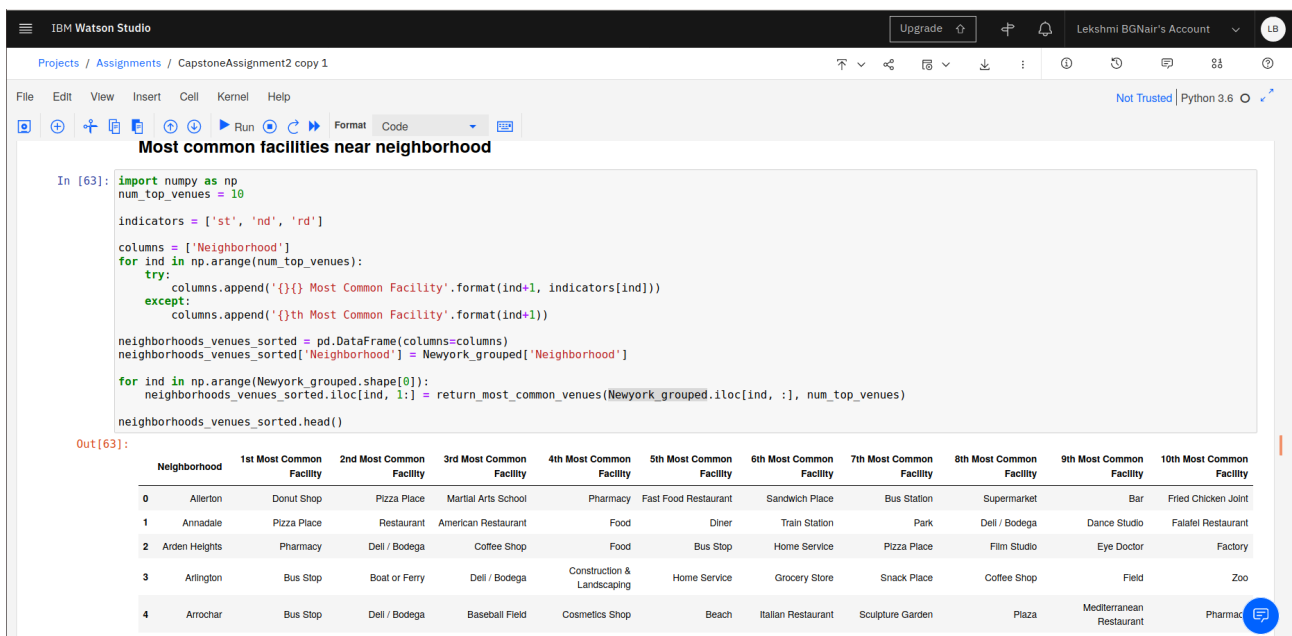 IBM Watson Studio
Upgrade
Lekshmi BGNair's Account
LB
Projects / Assignments / CapstoneAssignment2 copy 1
File Edit View Insert Cell Kernel Help
Not Trusted Python 3.6
Run
Format
Code
Most common facilities near neighborhood
In [63]:
import numpy as np
num_top_venues = 10
indicators = ['st', 'nd', 'rd']
columns = ['Neighborhood']
for ind in np.arange(num_top_venues):
    try:
        columns.append('{}{} Most Common Facility'.format(ind+1, indicators[ind]))
    except:
        columns.append('{}th Most Common Facility'.format(ind+1))
neighborhoods_venues_sorted = pd.DataFrame(columns=columns)
neighborhoods_venues_sorted['Neighborhood'] = Newyork_grouped['Neighborhood']
for ind in np.arange(Newyork_grouped.shape[0]):
    neighborhoods_venues_sorted.iloc[ind, 1:] = return_most_common_venues(Newyork_grouped.iloc[ind, :], num_top_venues)
neighborhoods_venues_sorted.head()
Out[63]:
Neighborhood 1st Most Common Facility 2nd Most Common Facility 3rd Most Common Facility 4th Most Common Facility 5th Most Common Facility 6th Most Common Facility 7th Most Common Facility 8th Most Common Facility 9th Most Common Facility 10th Most Common Facility
0 Allerton Donut Shop Pizza Place Martial Arts School Pharmacy Fast Food Restaurant Sandwich Place Bus Station Supermarket Bar Fried Chicken Joint
1 Annadale Pizza Place Restaurant American Restaurant Food Diner Train Station Park Deli / Bodega Dance Studio Falafel Restaurant
2 Arden Heights Pharmacy Deli / Bodega Coffee Shop Food Bus Stop Home Service Pizza Place Film Studio Eye Doctor Factory
3 Arlington Bus Stop Boat or Ferry Deli / Bodega Construction & Landscaping Home Service Grocery Store Snack Place Coffee Shop Field Zoo
4 Arrochar Bus Stop Deli / Bodega Baseball Field Cosmetics Shop Beach Italian Restaurant Sculpture Garden Plaza Mediterranean Restaurant Pharmac